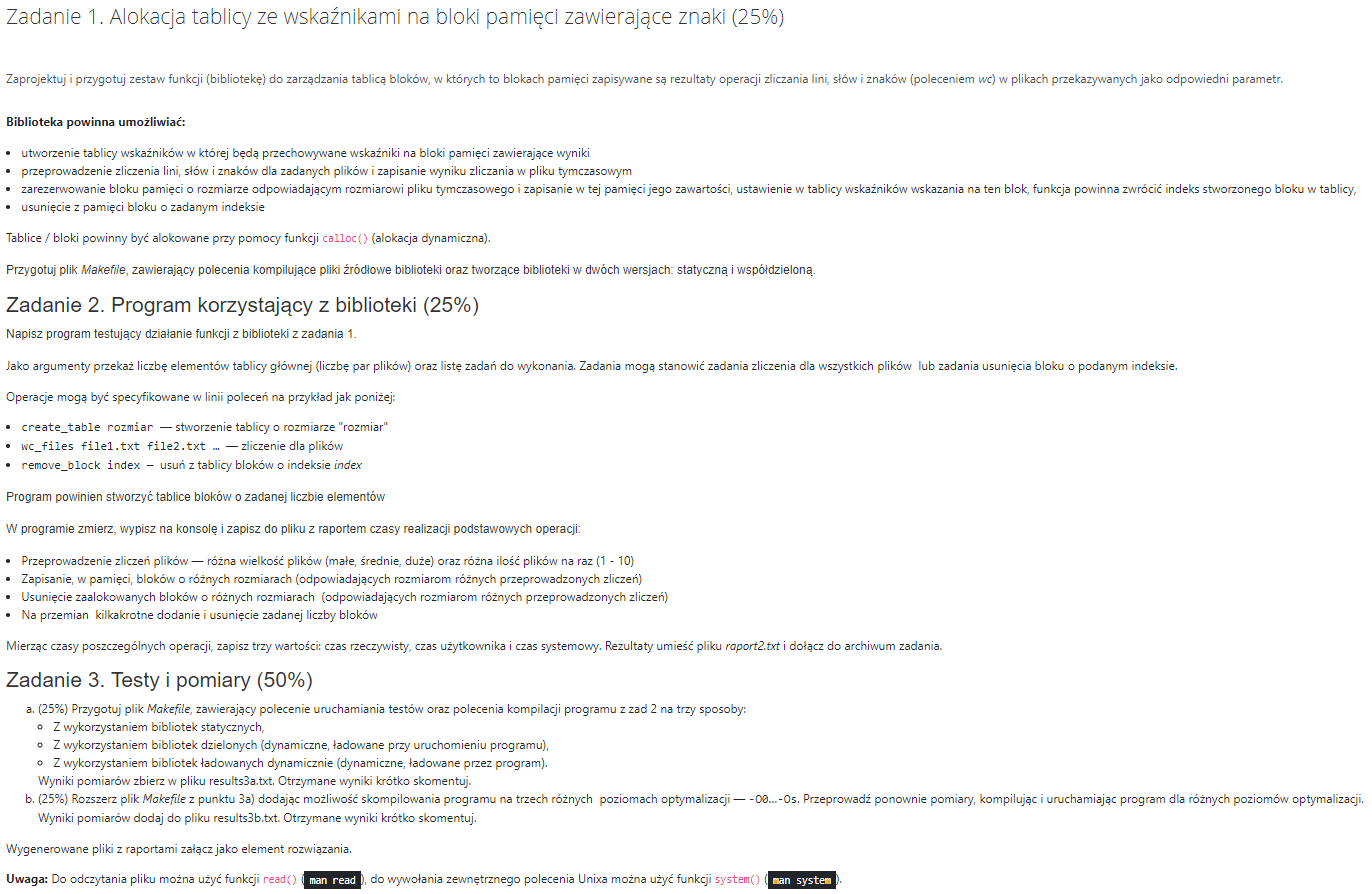 Zadanie 1. Alokacja tablicy ze wskaźnikami na bloki pamięci zawierające znaki (25%)
Zaprojektuj i przygotuj zestaw funkcji (bibliotekę) do zarządzania tablicą bloków, w których to blokach pamięci zapisywane są rezultaty operacji zliczania lini, słów i znaków (poleceniem wc) w plikach przekazywanych jako odpowiedni parametr.
Biblioteka powinna umożliwiać:
• utworzenie tablicy wskaźników w której będą przechowywane wskaźniki na bloki pamięci zawierające wyniki
• przeprowadzenie zliczenia lini, słów i znaków dla zadanych plików i zapisanie wyniku zliczania w pliku tymczasowym
• zarezerwowanie bloku pamięci o rozmiarze odpowiadającym rozmiarowi pliku tymczasowego i zapisanie w tej pamięci jego zawartości, ustawienie w tablicy wskaźników wskazania na ten blok, funkcja powinna zwrócić indeks stworzonego bloku w tablicy,
• usunięcie z pamięci bloku o zadanym indeksie
Tablice / bloki powinny być alokowane przy pomocy funkcji calloc() (alokacja dynamiczna).
Przygotuj plik Makefile, zawierający polecenia kompilujące pliki źródłowe biblioteki oraz tworzące biblioteki w dwóch wersjach: statyczną i współdzieloną.
Zadanie 2. Program korzystający z biblioteki (25%)
Napisz program testujący działanie funkcji z biblioteki z zadania 1.
Jako argumenty przekaż liczbę elementów tablicy głównej (liczbę par plików) oraz listę zadań do wykonania. Zadania mogą stanowić zadania zliczenia dla wszystkich plików lub zadania usunięcia bloku o podanym indeksie.
Operacje mogą być specyfikowane w linii poleceń na przykład jak poniżej:
• create_table rozmiar — stworzenie tablicy o rozmiarze "rozmiar"
• wc_files file1.txt file2.txt … — zliczenie dla plików
• remove_block index – usuń z tablicy bloków o indeksie index
Program powinien stworzyć tablice bloków o zadanej liczbie elementów
W programie zmierz, wypisz na konsolę i zapisz do pliku z raportem czasy realizacji podstawowych operacji:
• Przeprowadzenie zliczeń plików — różna wielkość plików (małe, średnie, duże) oraz różna ilość plików na raz (1 - 10)
• Zapisanie, w pamięci, bloków o różnych rozmiarach (odpowiadających rozmiarom różnych przeprowadzonych zliczeń)
• Usunięcie zaalokowanych bloków o różnych rozmiarach (odpowiadających rozmiarom różnych przeprowadzonych zliczeń)
• Na przemian kilkakrotne dodanie i usunięcie zadanej liczby bloków
Mierząc czasy poszczególnych operacji, zapisz trzy wartości: czas rzeczywisty, czas użytkownika i czas systemowy. Rezultaty umieść pliku raport2.txt i dołącz do archiwum zadania.
Zadanie 3. Testy i pomiary (50%)
a. (25%) Przygotuj plik Makefile, zawierający polecenie uruchamiania testów oraz polecenia kompilacji programu z zad 2 na trzy sposoby:
○ Z wykorzystaniem bibliotek statycznych,
○ Z wykorzystaniem bibliotek dzielonych (dynamiczne, ładowane przy uruchomieniu programu),
○ Z wykorzystaniem bibliotek ładowanych dynamicznie (dynamiczne, ładowane przez program).
Wyniki pomiarów zbierz w pliku results3a.txt. Otrzymane wyniki krótko skomentuj.
b. (25%) Rozszerz plik Makefile z punktu 3a) dodając możliwość skompilowania programu na trzech różnych poziomach optymalizacji — -O0…-Os. Przeprowadź ponownie pomiary, kompilując i uruchamiając program dla różnych poziomów optymalizacji.
Wyniki pomiarów dodaj do pliku results3b.txt. Otrzymane wyniki krótko skomentuj.
Wygenerowane pliki z raportami załącz jako element rozwiązania.
Uwaga: Do odczytania pliku można użyć funkcji read() (man read), do wywołania zewnętrznego polecenia Unixa można użyć funkcji system() (man system).